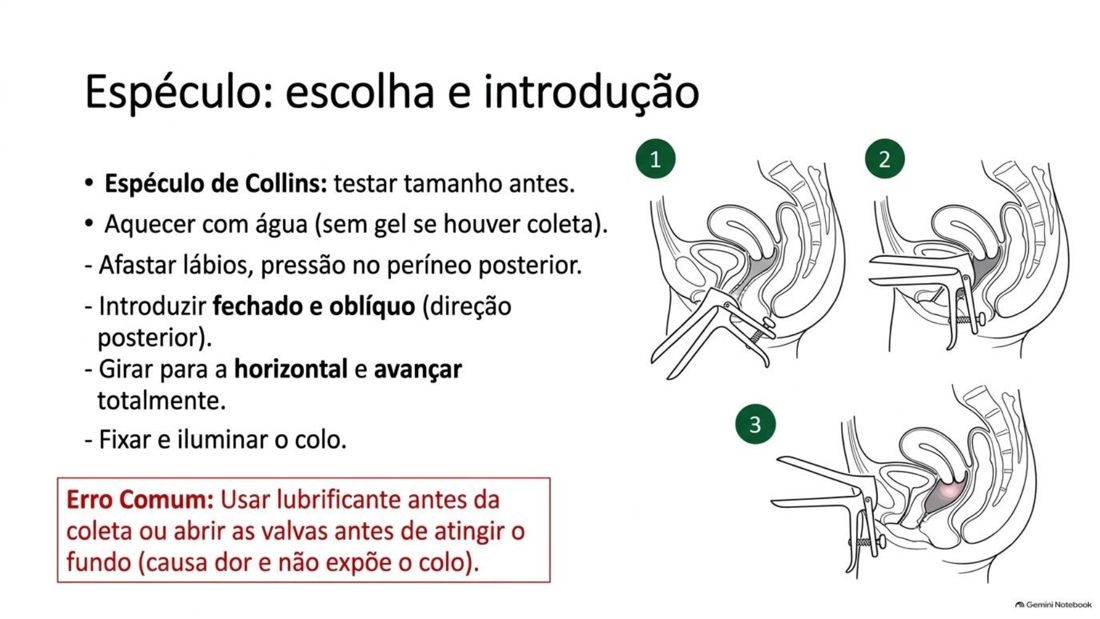 Espéculo: escolha e introdução
• Espéculo de Collins: testar tamanho antes.
• Aquecer com água (sem gel se houver coleta).
- Afastar lábios, pressão no períneo posterior.
- Introduzir fechado e oblíquo (direção
posterior).
- Girar para a horizontal e avançar
totalmente.
- Fixar e iluminar o colo.
Erro Comum: Usar lubrificante antes da
coleta ou abrir as valvas antes de atingir o
fundo (causa dor e não expõe o colo).
1
2
3
Gemini Notebook